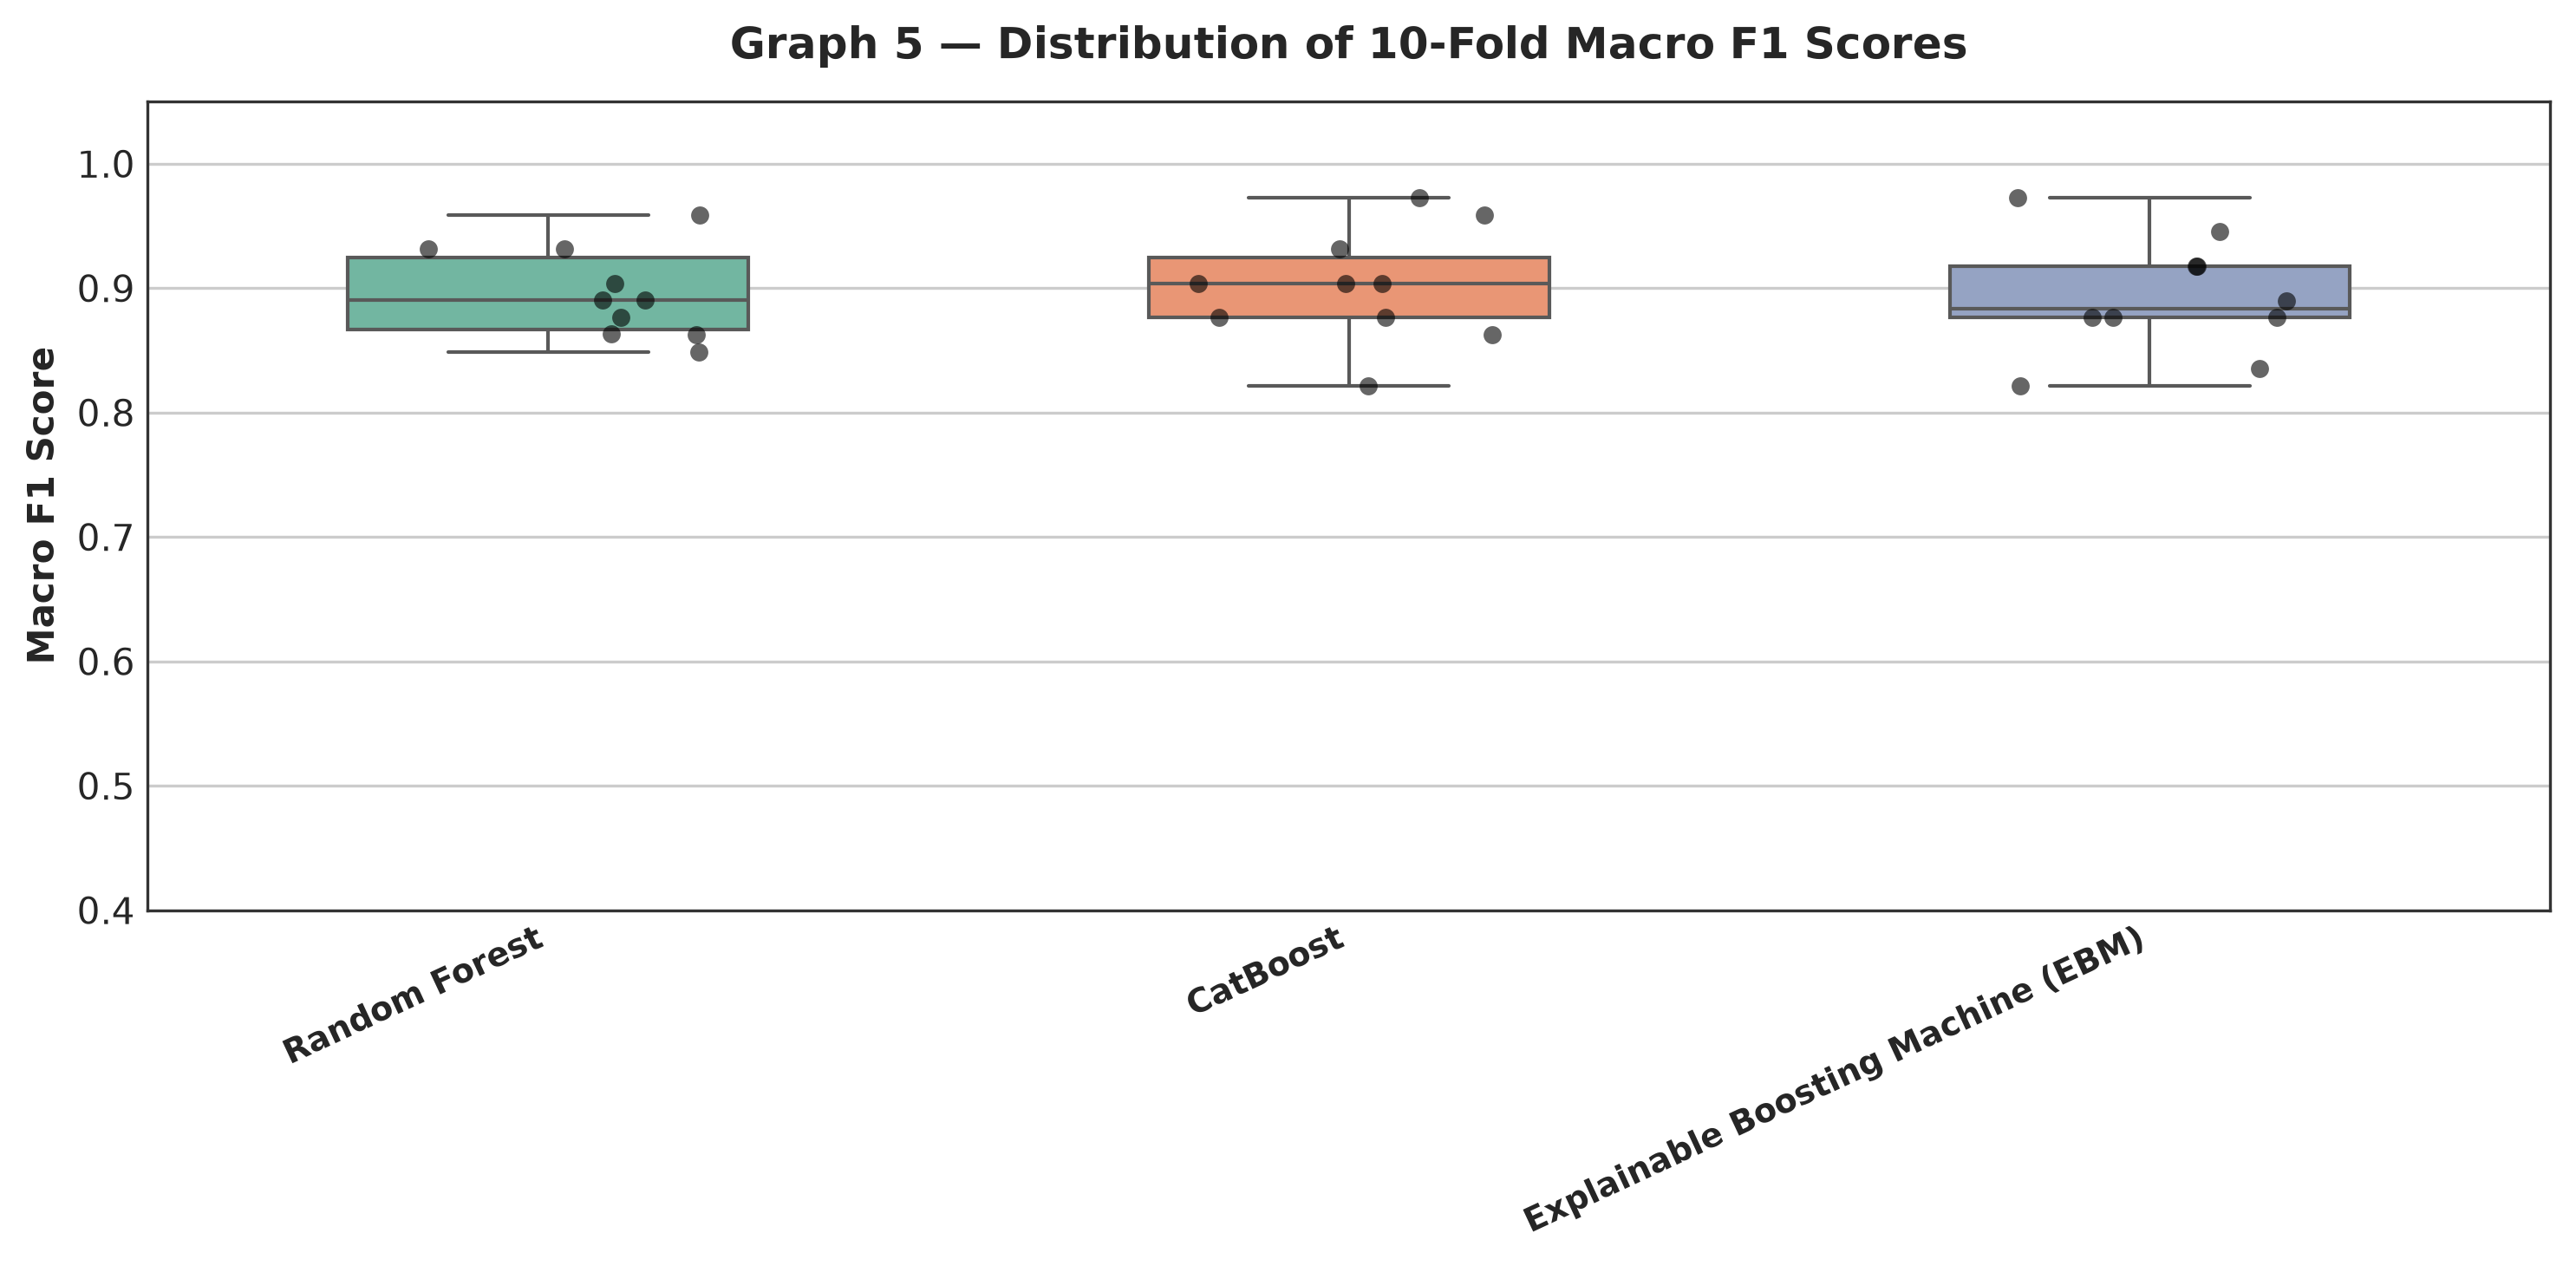 Graph 5 — Distribution of 10-Fold Macro F1 Scores
Macro F1 Score
1.0
0.9
0.8
0.7
0.6
0.5
0.4
Random Forest
CatBoost
Explainable Boosting Machine (EBM)